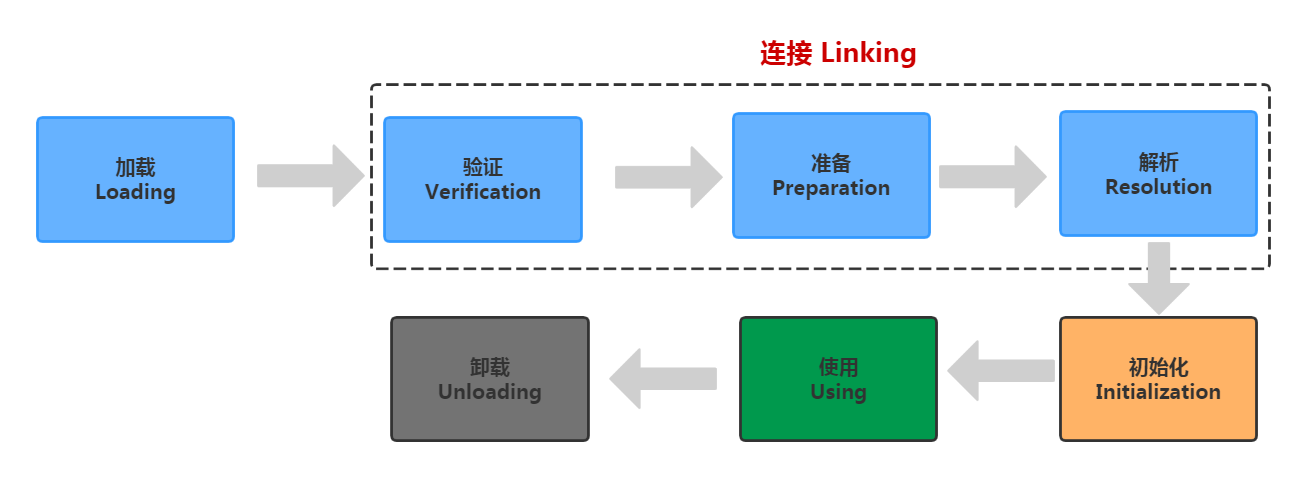 连接 Linking
加载
Loading
验证
Verification
准备
Preparation
解析
Resolution
卸载
Unloading
使用
Using
初始化
Initialization